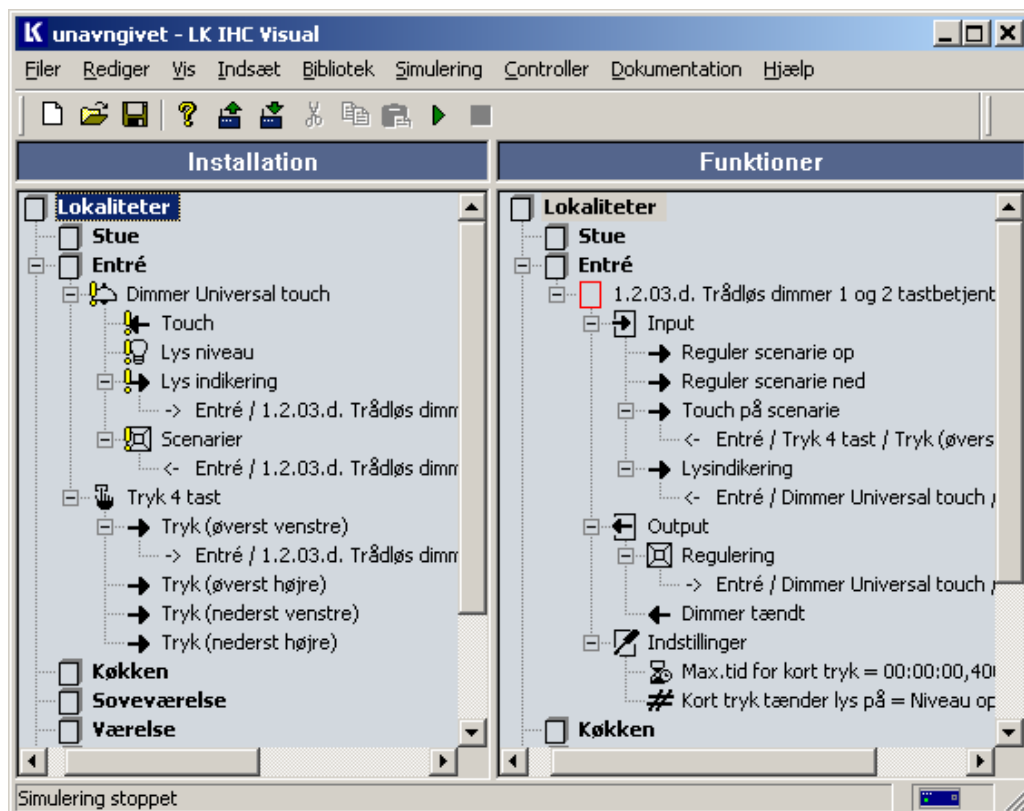 LK unavngivet - LK IHC Visual
Filer Rediger Vis Indsæt Bibliotek Simulering Controller Dokumentation Hjælp
Installation
Lokaliteter
Stue
Entré
Dimmer Universal touch
Touch
Lys niveau
Lys indikering
-> Entré / 1.2.03.d. Trådløs dimm
Scenarier
<- Entré / 1.2.03.d. Trådløs dimm
Tryk 4 tast
Tryk (øverst venstre)
-> Entré / 1.2.03.d. Trådløs dimm
Tryk (øverst højre)
Tryk (nederst venstre)
Tryk (nederst højre)
Køkken
Soveværelse
Værelse
Funktioner
Lokaliteter
Stue
Entré
1.2.03.d. Trådløs dimmer 1 og 2 tastbetjent
Input
Reguler scenarie op
Reguler scenarie ned
Touch på scenarie
<- Entré / Tryk 4 tast / Tryk (øvers
Lysindikering
<- Entré / Dimmer Universal touch /
Output
Regulering
-> Entré / Dimmer Universal touch /
Dimmer tændt
Indstillinger
Max.tid for kort tryk = 00:00:00,400
Kort tryk tænder lys på = Niveau op
Køkken
Simulering stoppet